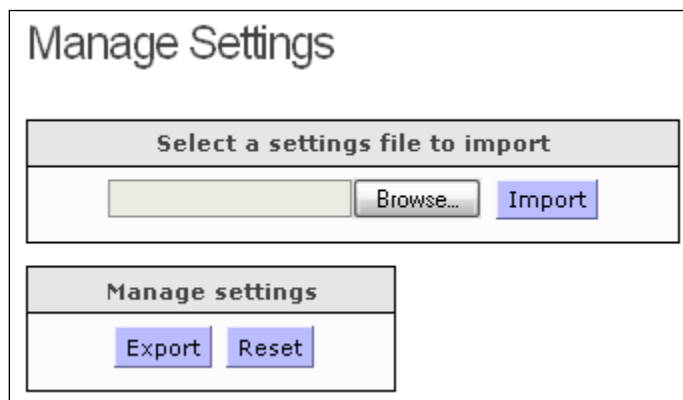 Manage Settings
Select a settings file to import
Browse... Import
Manage settings
Export Reset